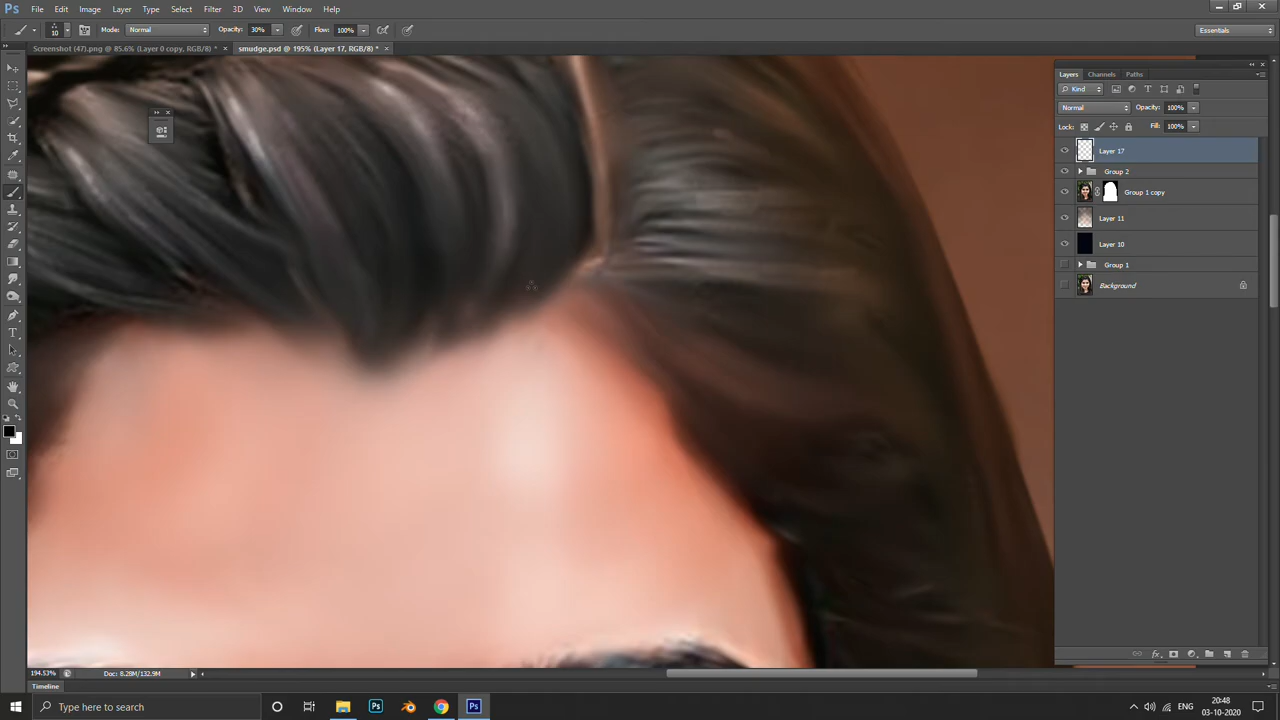 Ps File Edit Image Layer Type Select Filter 3D View Window Help
10 Mode: Normal Opacity: 30% Flow: 100% Essentials
Screenshot (47).png @ 85.6% (Layer 0 copy, RGB/8) * × smudge.psd @ 195% (Layer 17, RGB/8) * ×
Layers Channels Paths
Kind
Normal Opacity: 100%
Lock: Fill: 100%
Layer 17
Group 2
Group 1 copy
Layer 11
Layer 10
Group 1
Background
194.53% Doc: 8.28M/132.9M
Timeline
Type here to search
Ps
Ps
ENG
20:48
03-10-2020